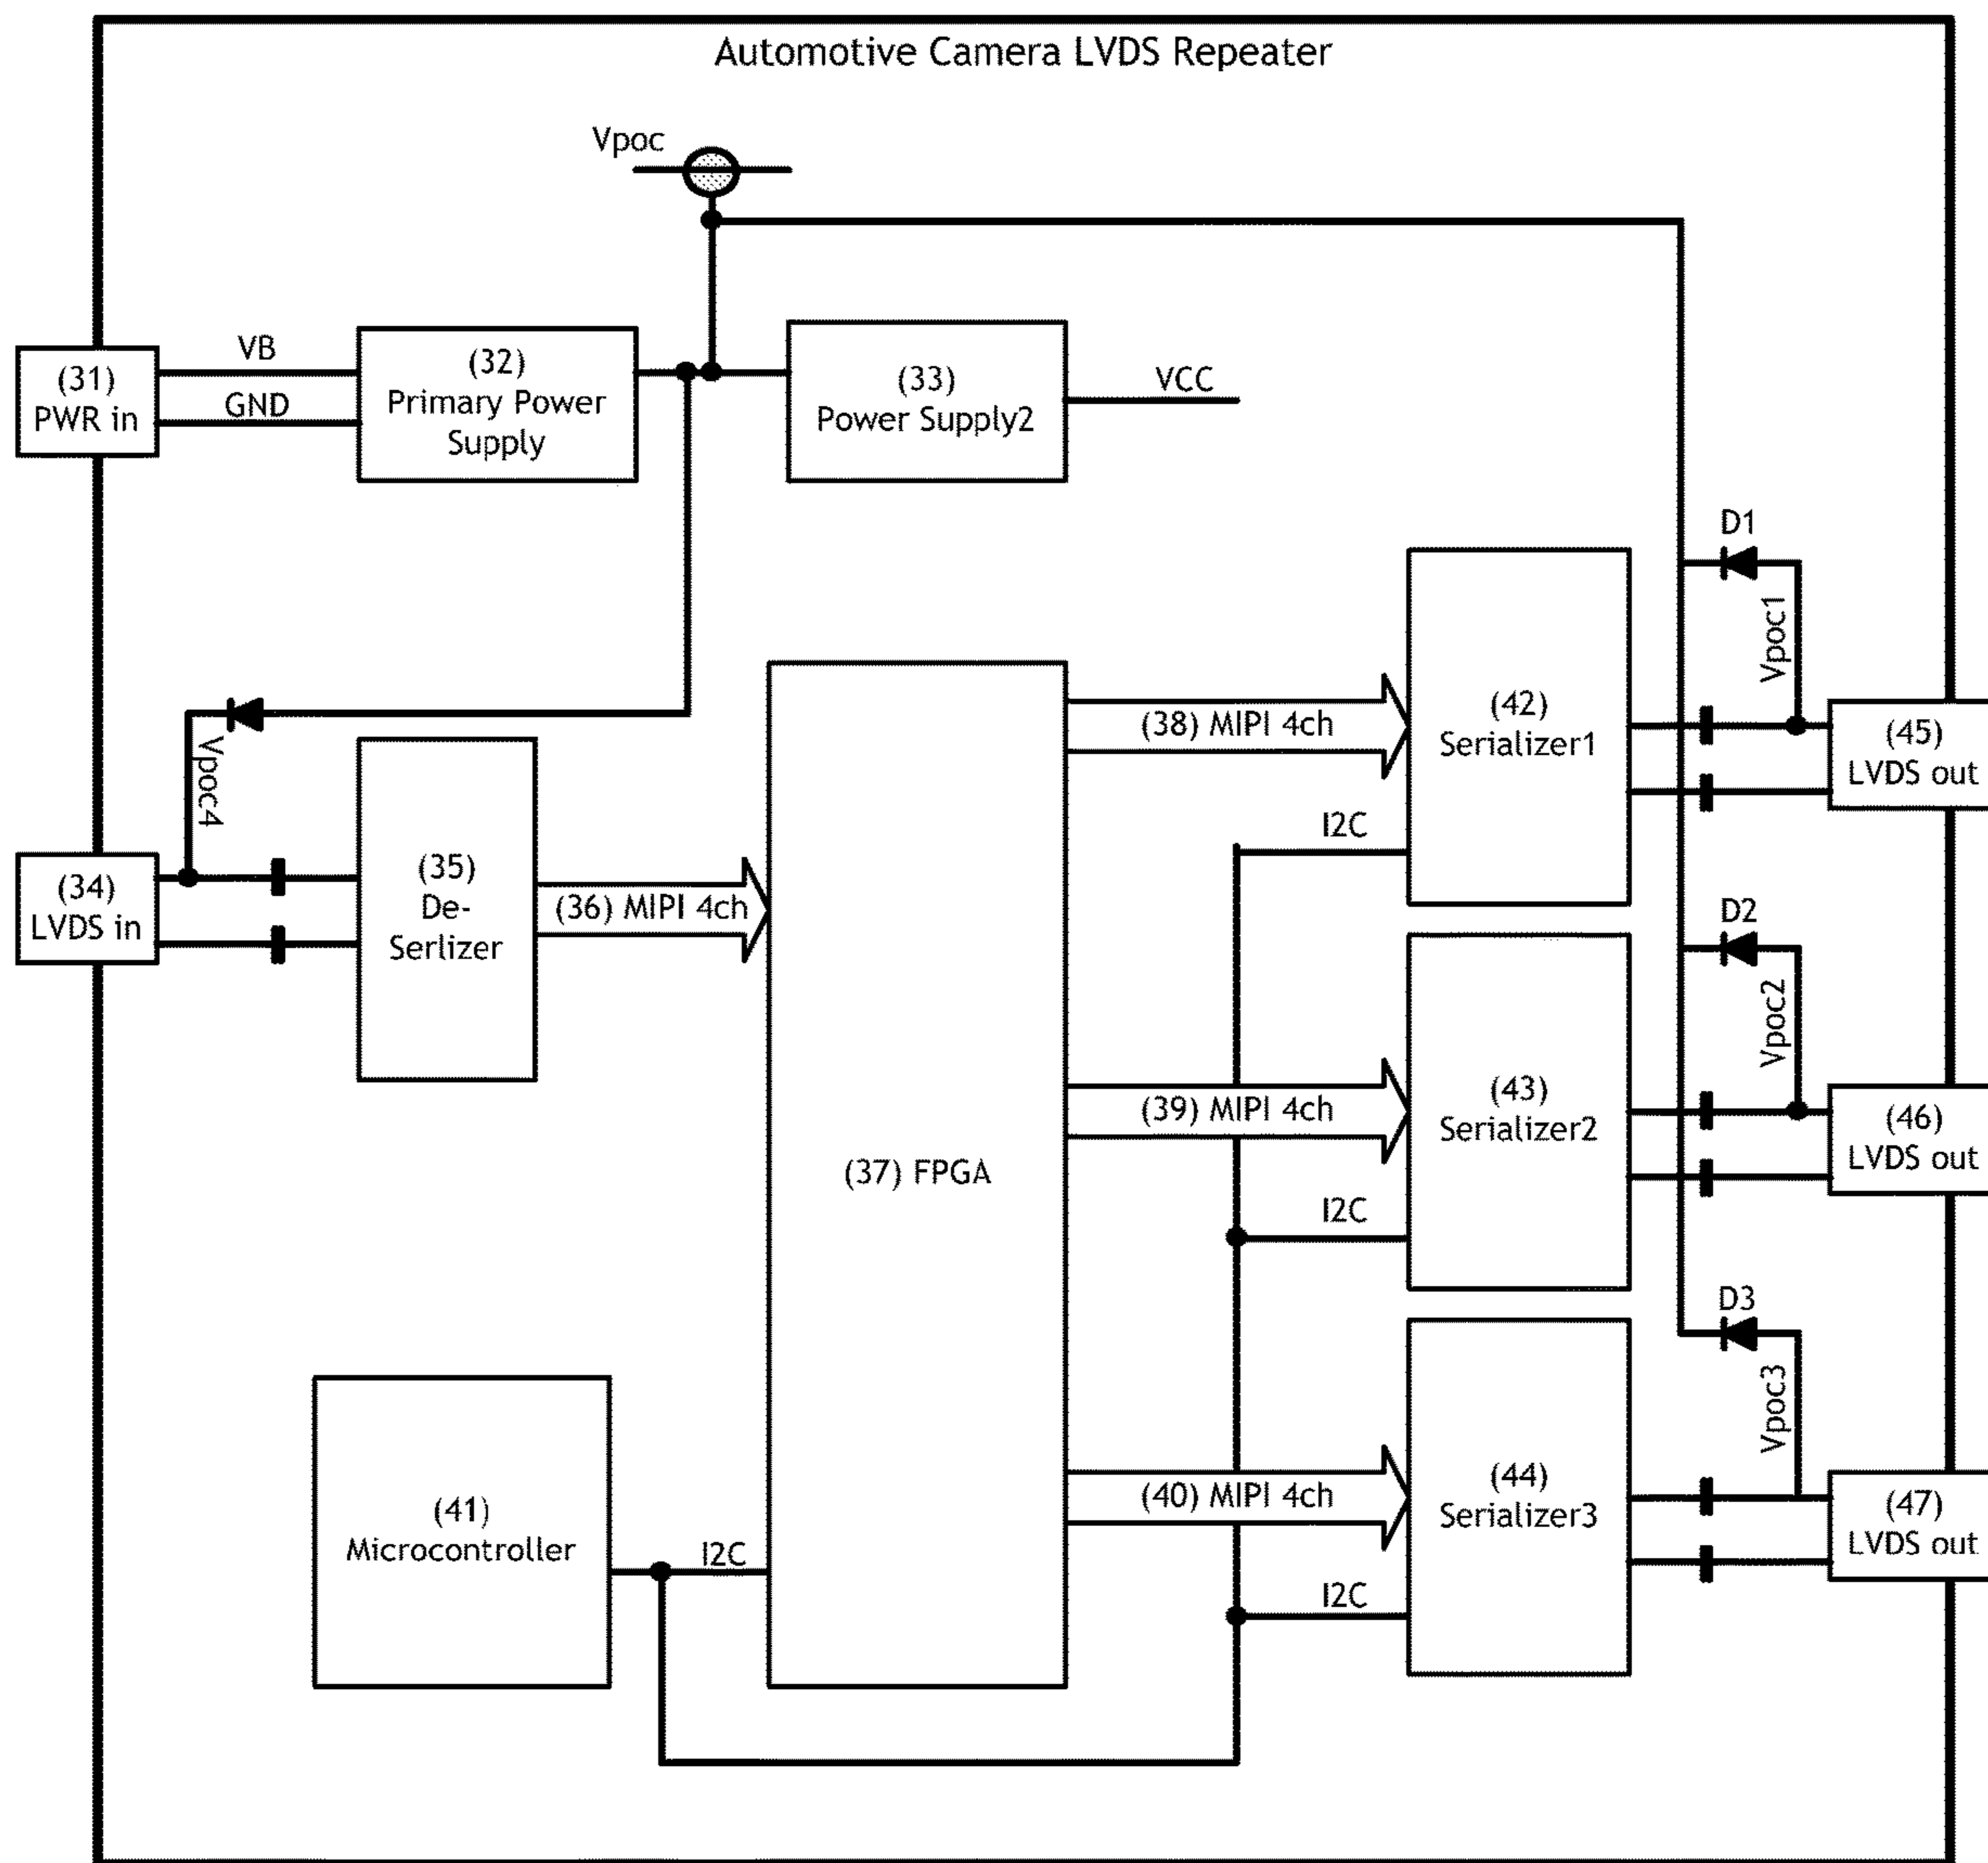 Automotive Camera LVDS Repeater
Vpoc
(31)
PWR in
VB
GND
(32)
Primary Power
Supply
(33)
Power Supply2
VCC
D1
Vpoc1
Vpoc4
(34)
LVDS in
(35)
De-
Serlizer
(36) MIPI 4ch
(37) FPGA
(38) MIPI 4ch
(42)
Serializer1
I2C
(45)
LVDS out
D2
Vpoc2
(39) MIPI 4ch
(43)
Serializer2
I2C
(46)
LVDS out
D3
Vpoc3
(40) MIPI 4ch
(44)
Serializer3
I2C
(47)
LVDS out
(41)
Microcontroller
I2C